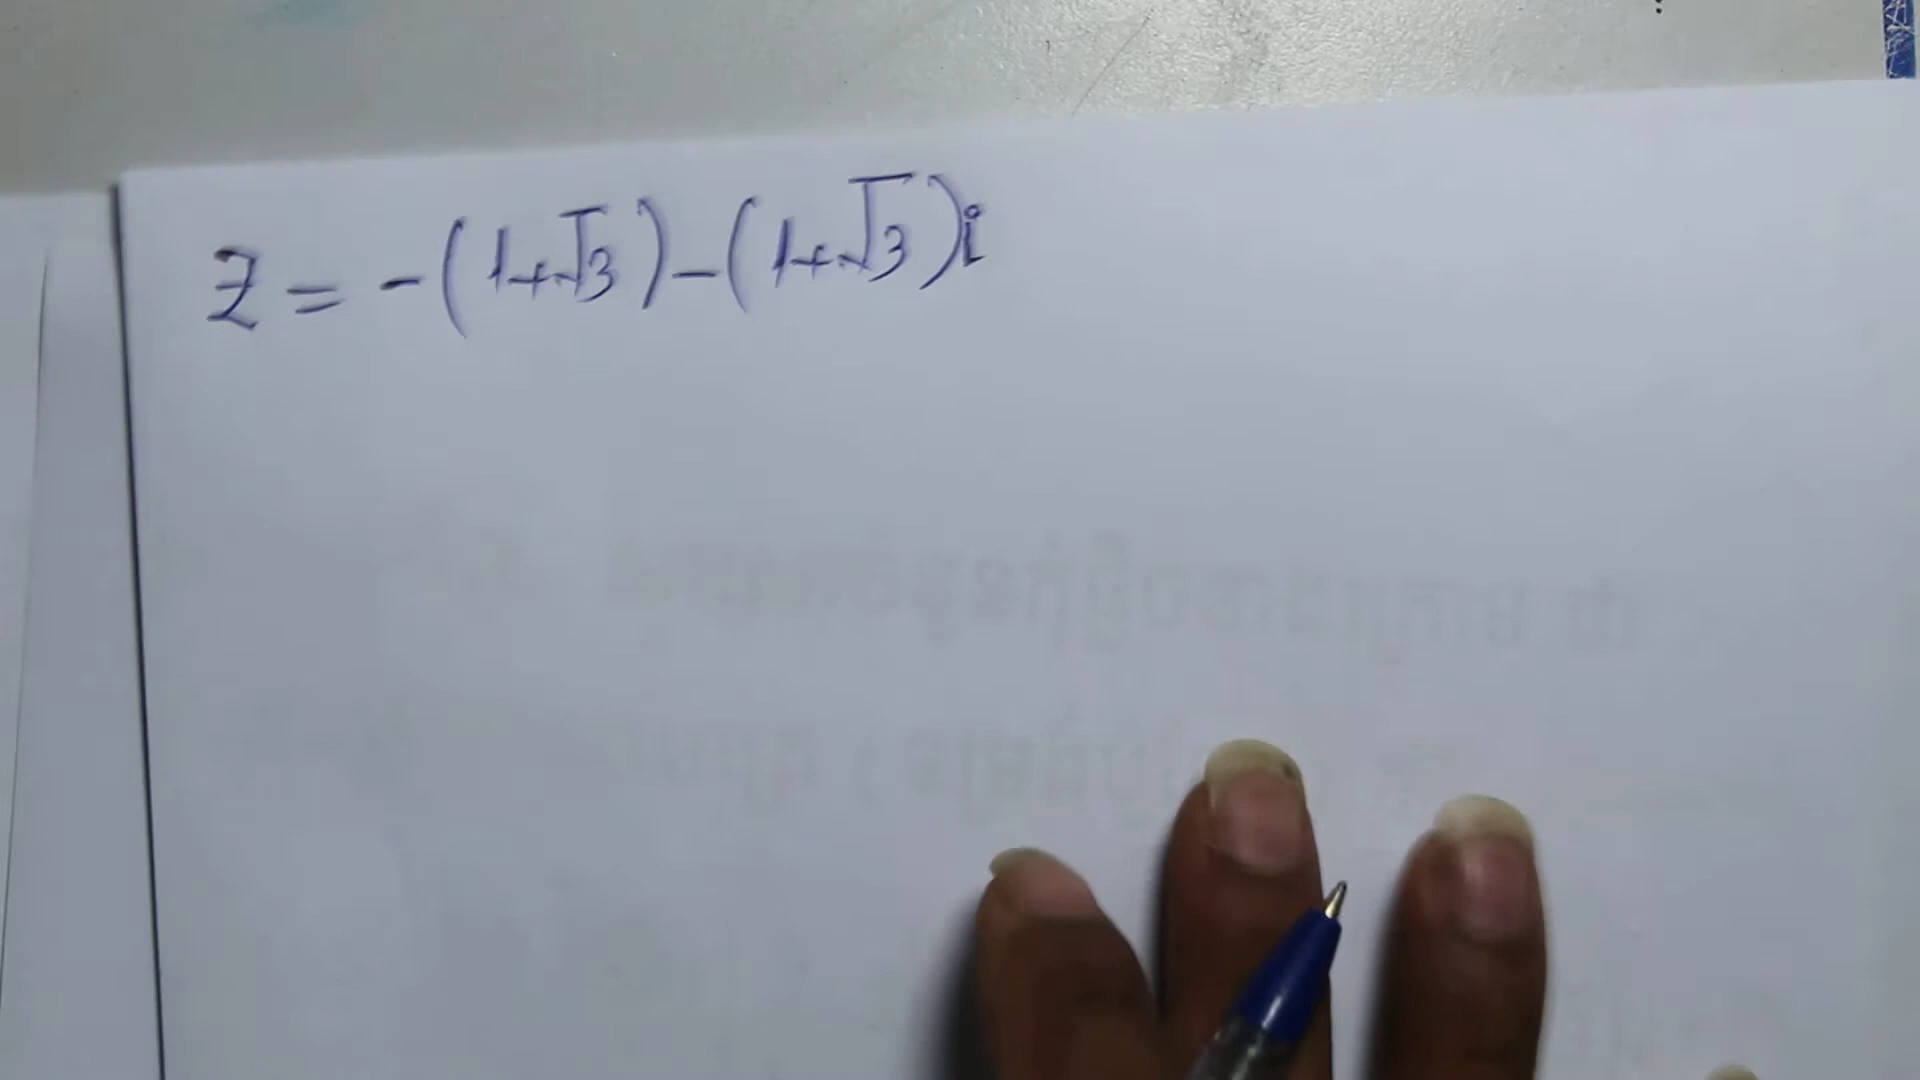 Z = -(1+√3)-(1+√3)i